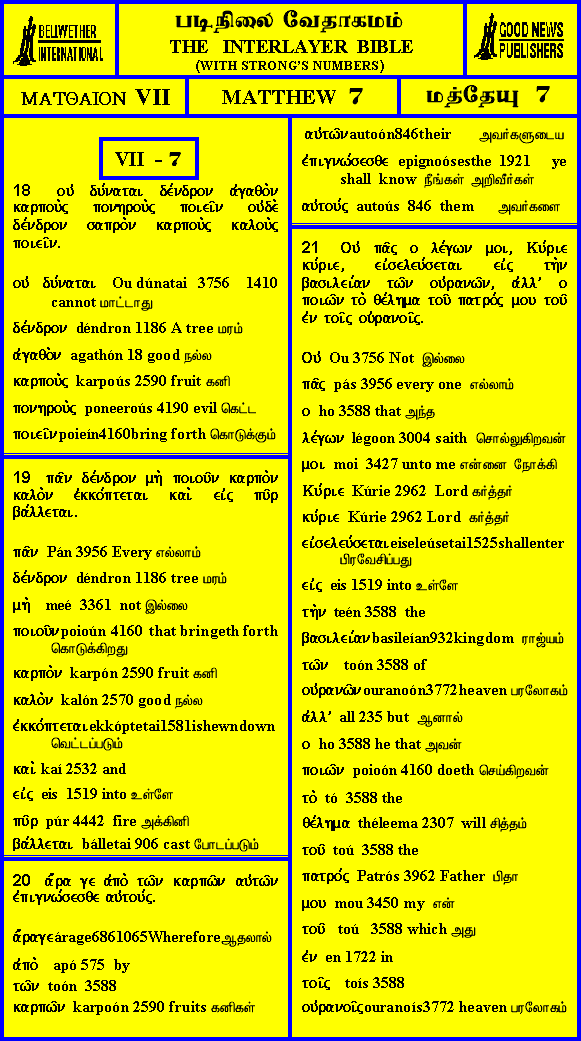 BELLWETHER
INTERNATIONAL
படிநிலை வேதாகமம்
THE INTERLAYER BIBLE
(WITH STRONG'S NUMBERS)
GOOD NEWS
PUBLISHERS
ΜΑΤΘΑΙΟΝ VII
MATTHEW 7
மத்தேயு 7
VII - 7
18 οὐ δύναται δένδρον ἀγαθὸν
καρποὺς πονηροὺς ποιεῖν οὐδὲ
δένδρον σαπρὸν καρποὺς καλοὺς
ποιεῖν.
οὐ δύναται Ou dúnatai 3756 1410
cannot மாட்டாது
δένδρον déndron 1186 A tree மரம்
ἀγαθὸν agathón 18 good நல்ல
καρποὺς karpoús 2590 fruit கனி
πονηροὺς poneeroús 4190 evil கெட்ட
ποιεῖν poieín4160bring forth கொடுக்கும்
19 πᾶν δένδρον μὴ ποιοῦν καρπὸν
καλὸν ἐκκόπτεται καὶ εἰς πῦρ
βάλλεται.
πᾶν Pán 3956 Every எல்லாம்
δένδρον déndron 1186 tree மரம்
μὴ meé 3361 not இல்லை
ποιοῦν poioún 4160 that bringeth forth
கொடுக்கிறது
καρπὸν karpón 2590 fruit கனி
καλὸν kalón 2570 good நல்ல
ἐκκόπτεται ekkóptetai1581ishewndown
வெட்டப்படும்
καὶ kaí 2532 and
εἰς eis 1519 into உள்ளே
πῦρ púr 4442 fire அக்கினி
βάλλεται bálletai 906 cast போடப்படும்
20 ἄρα γε ἀπὸ τῶν καρπῶν αὐτῶν
ἐπιγνώσεσθε αὐτούς.
ἄραγε árage6861065Wherefore ஆதலால்
ἀπὸ apó 575 by
τῶν toón 3588
καρπῶν karpoón 2590 fruits கனிகள்
αὐτῶν autoón846their அவர்களுடைய
ἐπιγνώσεσθε epignoósesthe 1921 ye
shall know நீங்கள் அறிவீர்கள்
αὐτούς autoús 846 them அவர்களை
21 Οὐ πᾶς ο λέγων μοι, Κύριε
κύριε, εἰσελεύσεται εἰς τὴν
βασιλείαν τῶν οὐρανῶν, ἀλλ' ο
ποιῶν τὸ θέλημα τοῦ πατρός μου τοῦ
ἐν τοῖς οὐρανοῖς.
Οὐ Ou 3756 Not இல்லை
πᾶς pás 3956 every one எல்லாம்
ο ho 3588 that அந்த
λέγων légoon 3004 saith சொல்லுகிறவன்
μοι moi 3427 unto me என்னை நோக்கி
Κύριε Kúrie 2962 Lord கர்த்தர்
κύριε Kúrie 2962 Lord கர்த்தர்
εἰσελεύσεται eiseleúsetai1525shallenter
பிரவேசிப்பது
εἰς eis 1519 into உள்ளே
τὴν teén 3588 the
βασιλείαν basileían932kingdom ராஜ்யம்
τῶν toón 3588 of
οὐρανῶν ouranoón3772heaven பரலோகம்
ἀλλ' all 235 but ஆனால்
ο ho 3588 he that அவன்
ποιῶν poioón 4160 doeth செய்கிறவன்
τὸ tó 3588 the
θέλημα théleema 2307 will சித்தம்
τοῦ toú 3588 the
πατρός Patrós 3962 Father பிதா
μου mou 3450 my என்
τοῦ toú 3588 which அது
ἐν en 1722 in
τοῖς toís 3588
οὐρανοῖς ouranoís3772 heaven பரலோகம்